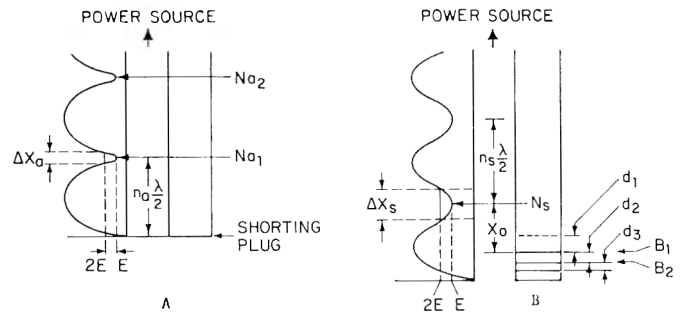 POWER SOURCE
Na2
ΔXa
Na1
na λ/2
SHORTING
PLUG
2E E
A
POWER SOURCE
ns λ/2
d1
ΔXs
Ns
d2
Xo
d3
B1
B2
2E E
B